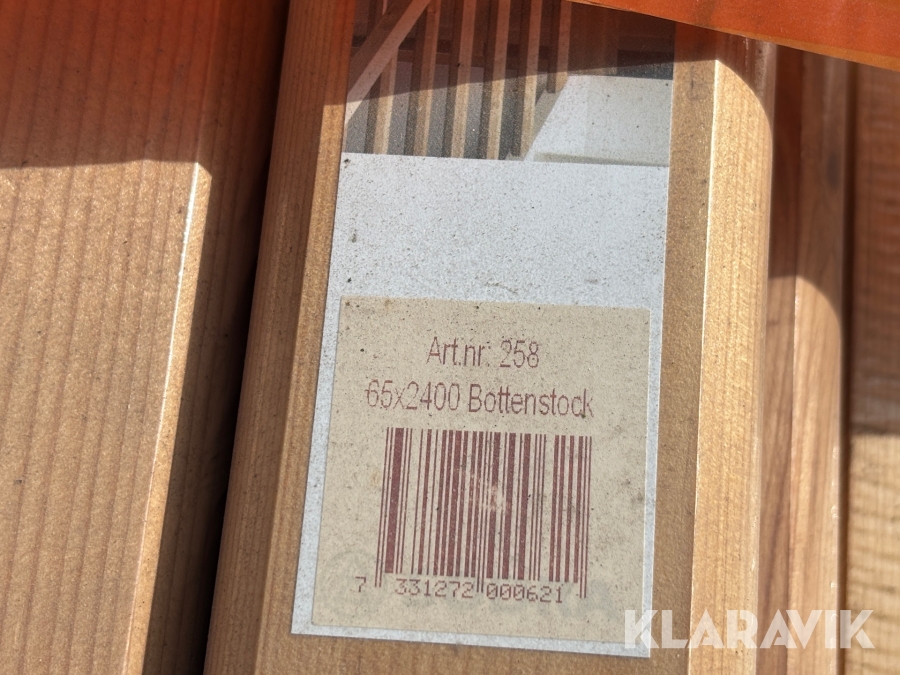 Art.nr: 258
65x2400 Bottenstock
7 331272 000621
KLARAVIK